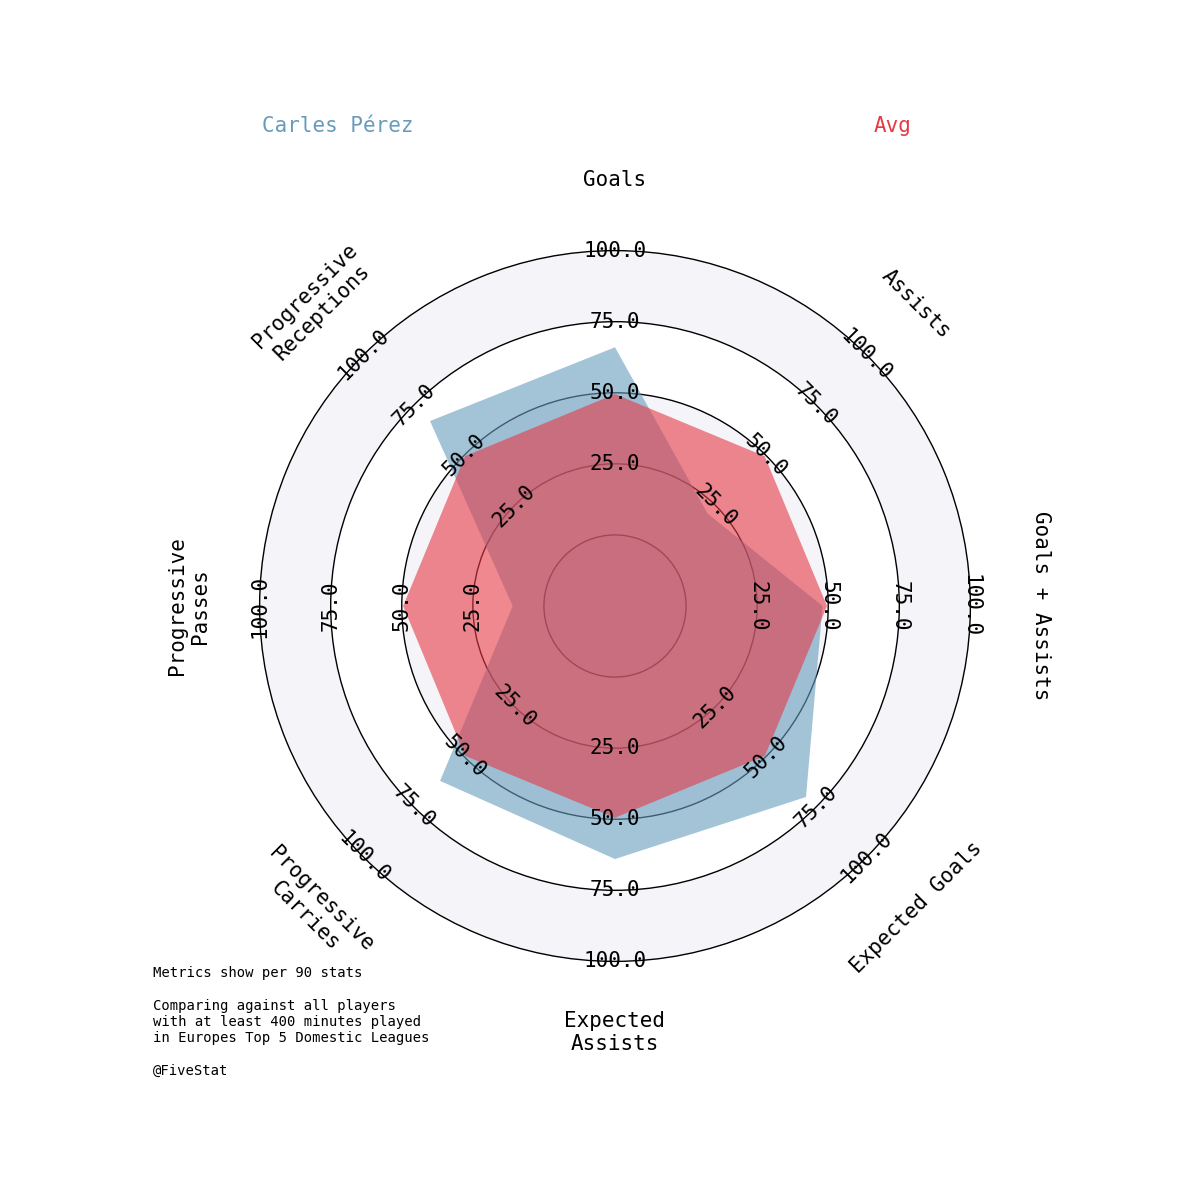 Carles Pérez
Avg
Goals
Assists
Goals + Assists
Expected Goals
Expected
Assists
Progressive
Carries
Progressive
Passes
Progressive
Receptions
25.0
50.0
75.0
100.0
25.0
50.0
75.0
100.0
25.0
50.0
75.0
100.0
25.0
50.0
75.0
100.0
25.0
50.0
75.0
100.0
25.0
50.0
75.0
100.0
25.0
50.0
75.0
100.0
25.0
50.0
75.0
100.0
Metrics show per 90 stats
Comparing against all players
with at least 400 minutes played
in Europes Top 5 Domestic Leagues
@FiveStat